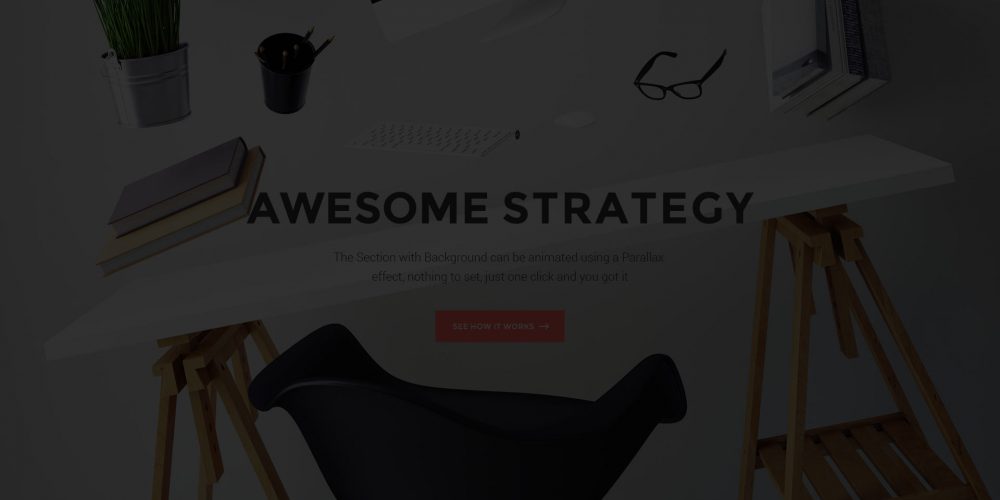 AWESOME STRATEGY
The Section with Background can be animated using a Parallax
effect, nothing to set, just one click and you got it
SEE HOW IT WORKS →